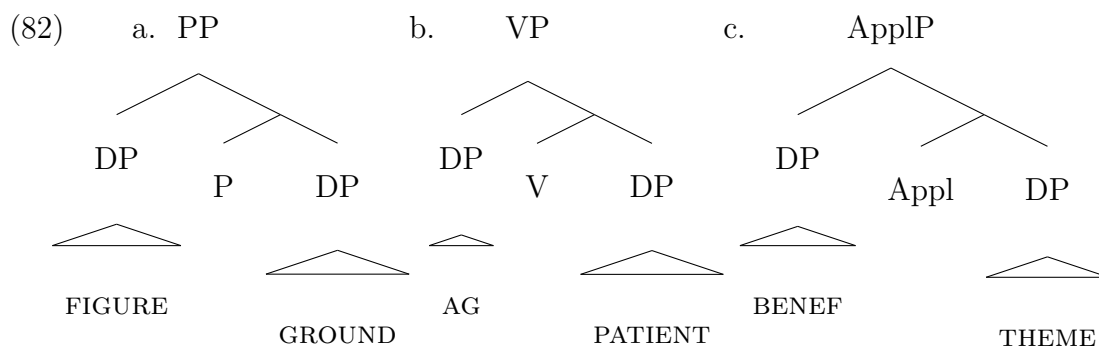 (82) a. PP b. VP c. ApplP
DP DP DP
P DP V DP Appl DP
FIGURE AG BENEF
GROUND PATIENT THEME